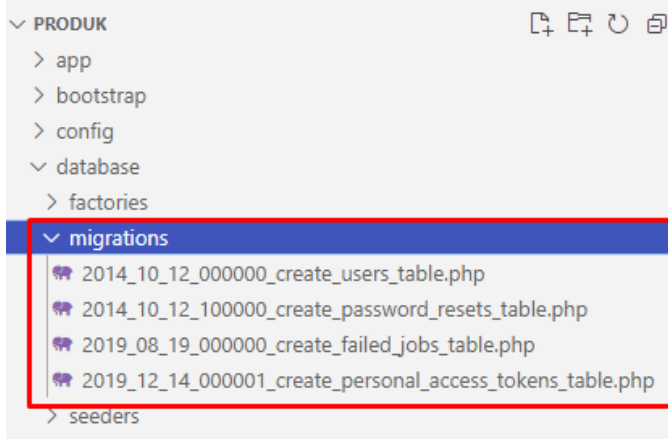 PRODUK
app
bootstrap
config
database
factories
migrations
2014_10_12_000000_create_users_table.php
2014_10_12_100000_create_password_resets_table.php
2019_08_19_000000_create_failed_jobs_table.php
2019_12_14_000001_create_personal_access_tokens_table.php
seeders